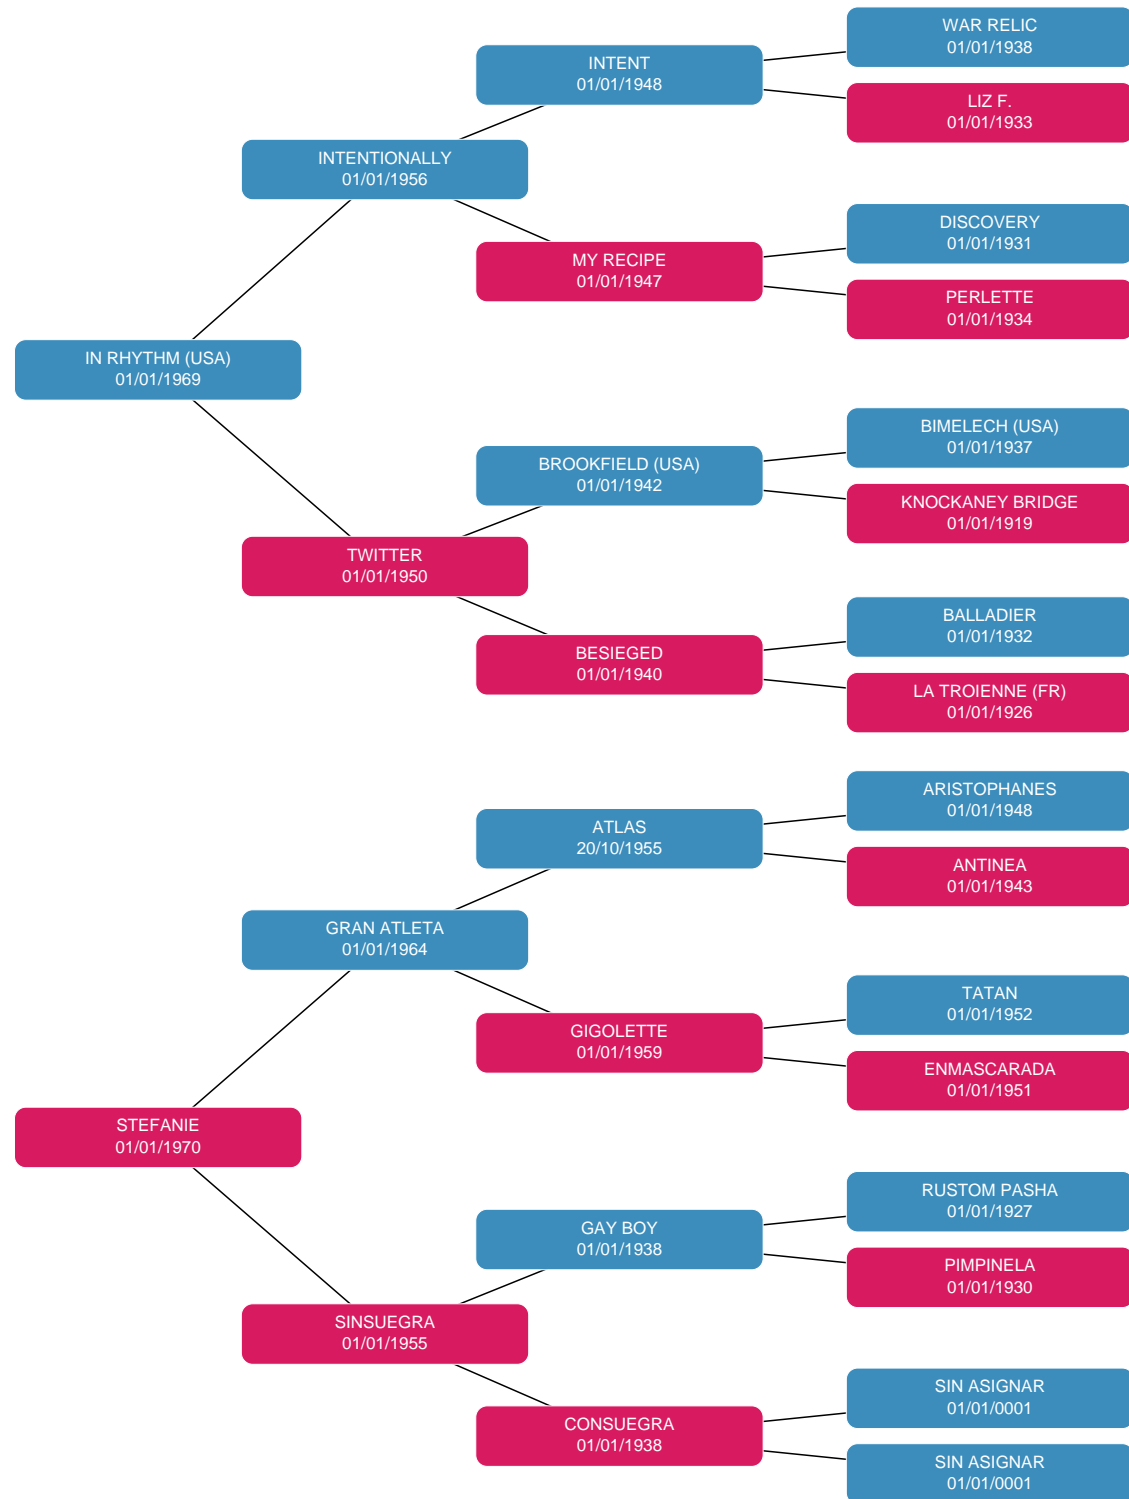 WAR RELIC
01/01/1938
INTENT
01/01/1948
LIZ F.
01/01/1933
INTENTIONALLY
01/01/1956
DISCOVERY
01/01/1931
MY RECIPE
01/01/1947
PERLETTE
01/01/1934
IN RHYTHM (USA)
01/01/1969
BIMELECH (USA)
01/01/1937
BROOKFIELD (USA)
01/01/1942
KNOCKANEY BRIDGE
01/01/1919
TWITTER
01/01/1950
BALLADIER
01/01/1932
BESIEGED
01/01/1940
LA TROIENNE (FR)
01/01/1926
ARISTOPHANES
01/01/1948
ATLAS
20/10/1955
ANTINEA
01/01/1943
GRAN ATLETA
01/01/1964
TATAN
01/01/1952
GIGOLETTE
01/01/1959
ENMASCARADA
01/01/1951
STEFANIE
01/01/1970
RUSTOM PASHA
01/01/1927
GAY BOY
01/01/1938
PIMPINELA
01/01/1930
SINSUEGRA
01/01/1955
SIN ASIGNAR
01/01/0001
CONSUEGRA
01/01/1938
SIN ASIGNAR
01/01/0001